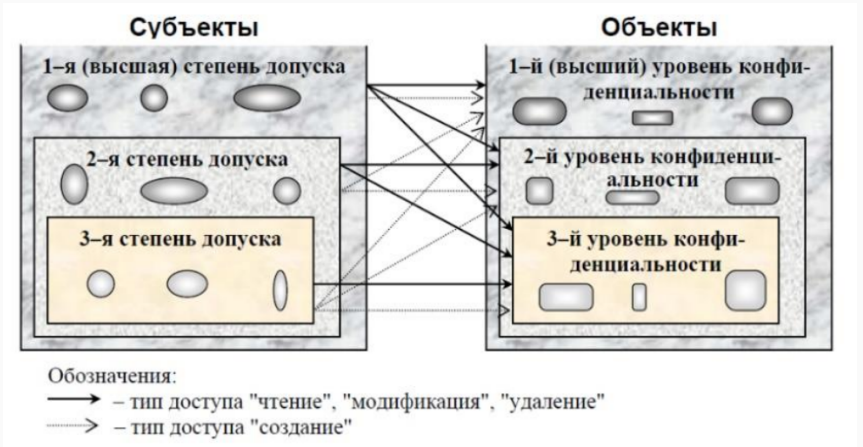 Субъекты
Объекты
1–я (высшая) степень допуска
1–й (высший) уровень конфи-
денциальности
2–я степень допуска
2–й уровень конфиденци-
альности
3–я степень допуска
3–й уровень конфи-
денциальности
Обозначения:
– тип доступа "чтение", "модификация", "удаление"
– тип доступа "создание"